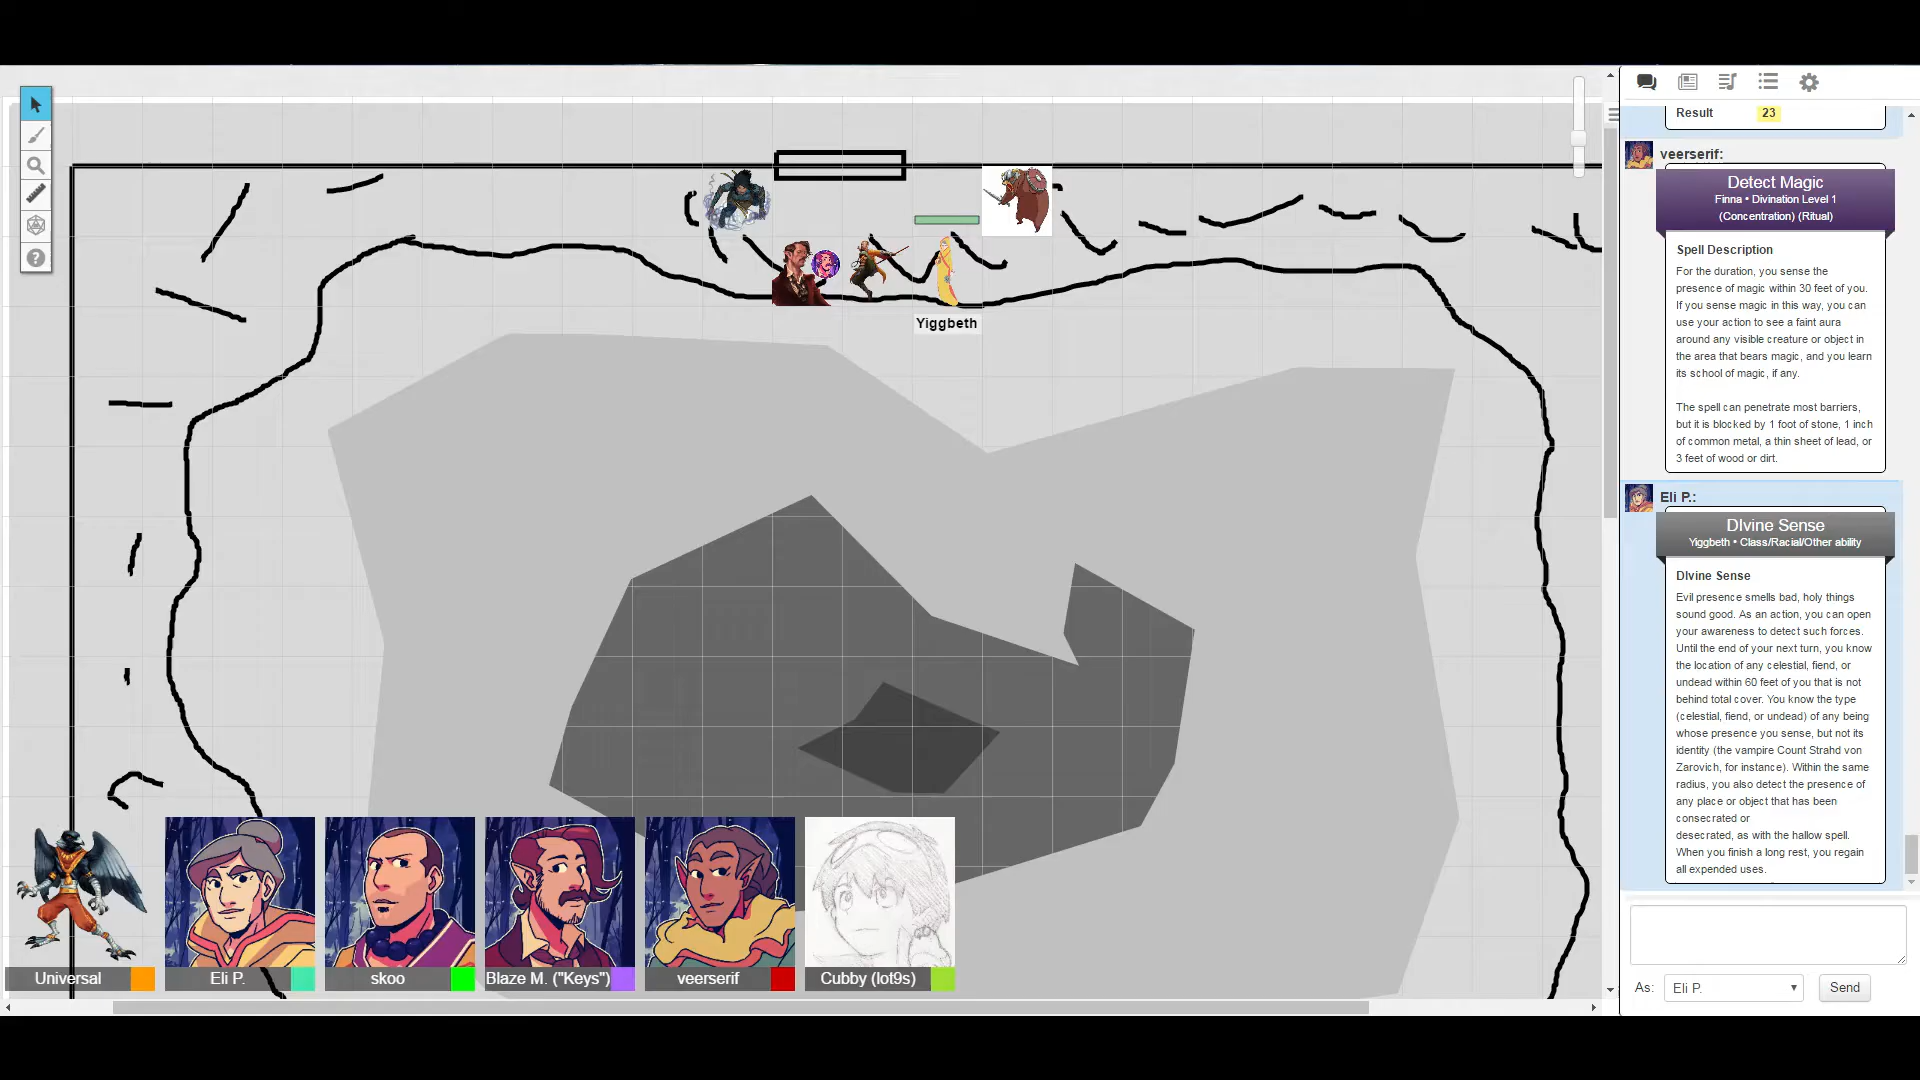 Result 23
veerserif:
Detect Magic
Finna • Divination Level 1
(Concentration) (Ritual)
Spell Description
For the duration, you sense the
presence of magic within 30 feet of you.
If you sense magic in this way, you can
use your action to see a faint aura
around any visible creature or object in
the area that bears magic, and you learn
its school of magic, if any.
The spell can penetrate most barriers,
but it is blocked by 1 foot of stone, 1 inch
of common metal, a thin sheet of lead, or
3 feet of wood or dirt.
Eli P.:
DIvine Sense
Yiggbeth • Class/Racial/Other ability
DIvine Sense
Evil presence smells bad, holy things
sound good. As an action, you can open
your awareness to detect such forces.
Until the end of your next turn, you know
the location of any celestial, fiend, or
undead within 60 feet of you that is not
behind total cover. You know the type
(celestial, fiend, or undead) of any being
whose presence you sense, but not its
identity (the vampire Count Strahd von
Zarovich, for instance). Within the same
radius, you also detect the presence of
any place or object that has been
consecrated or
desecrated, as with the hallow spell.
When you finish a long rest, you regain
all expended uses.
As: Eli P. Send
Yiggbeth
Universal
Eli P.
skoo
Blaze M. ("Keys")
veerserif
Cubby (lot9s)